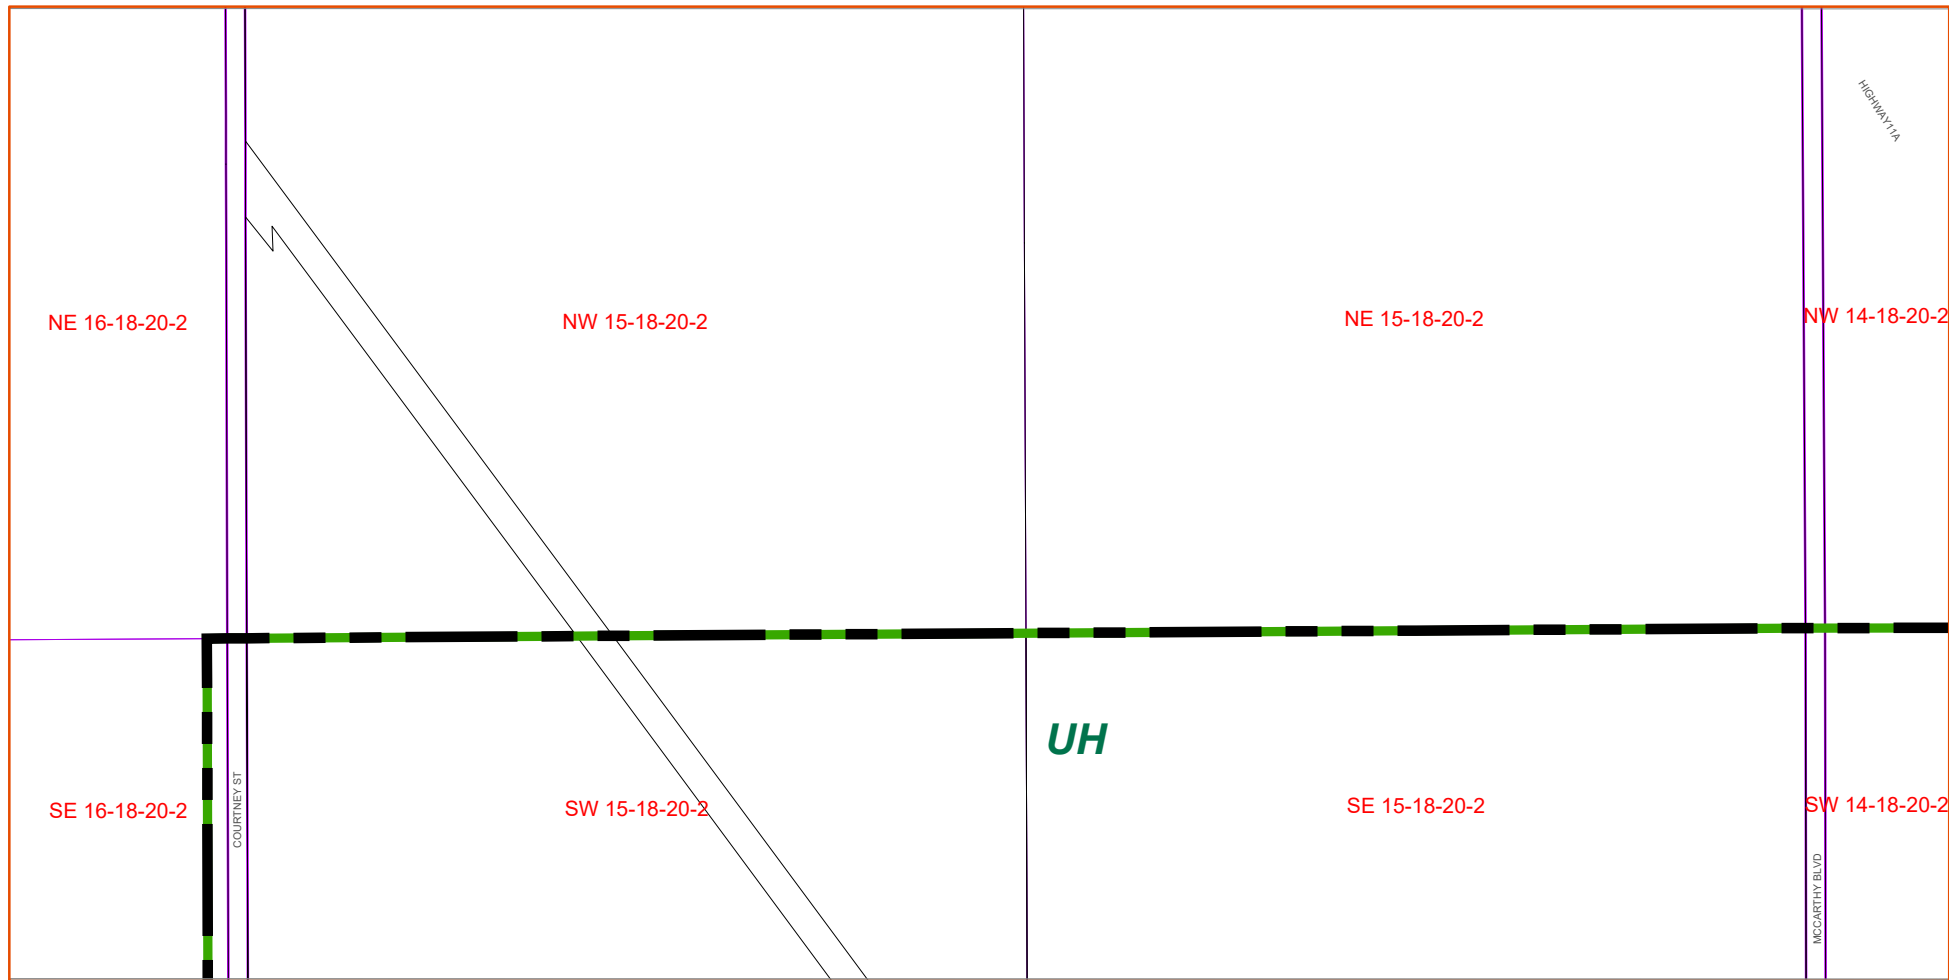 HIGHWAY11A
NE 16-18-20-2
NW 15-18-20-2
NE 15-18-20-2
NW 14-18-20-2
UH
SE 16-18-20-2
COURTNEY ST
SW 15-18-20-2
SE 15-18-20-2
SW 14-18-20-2
MCCARTHY BLVD